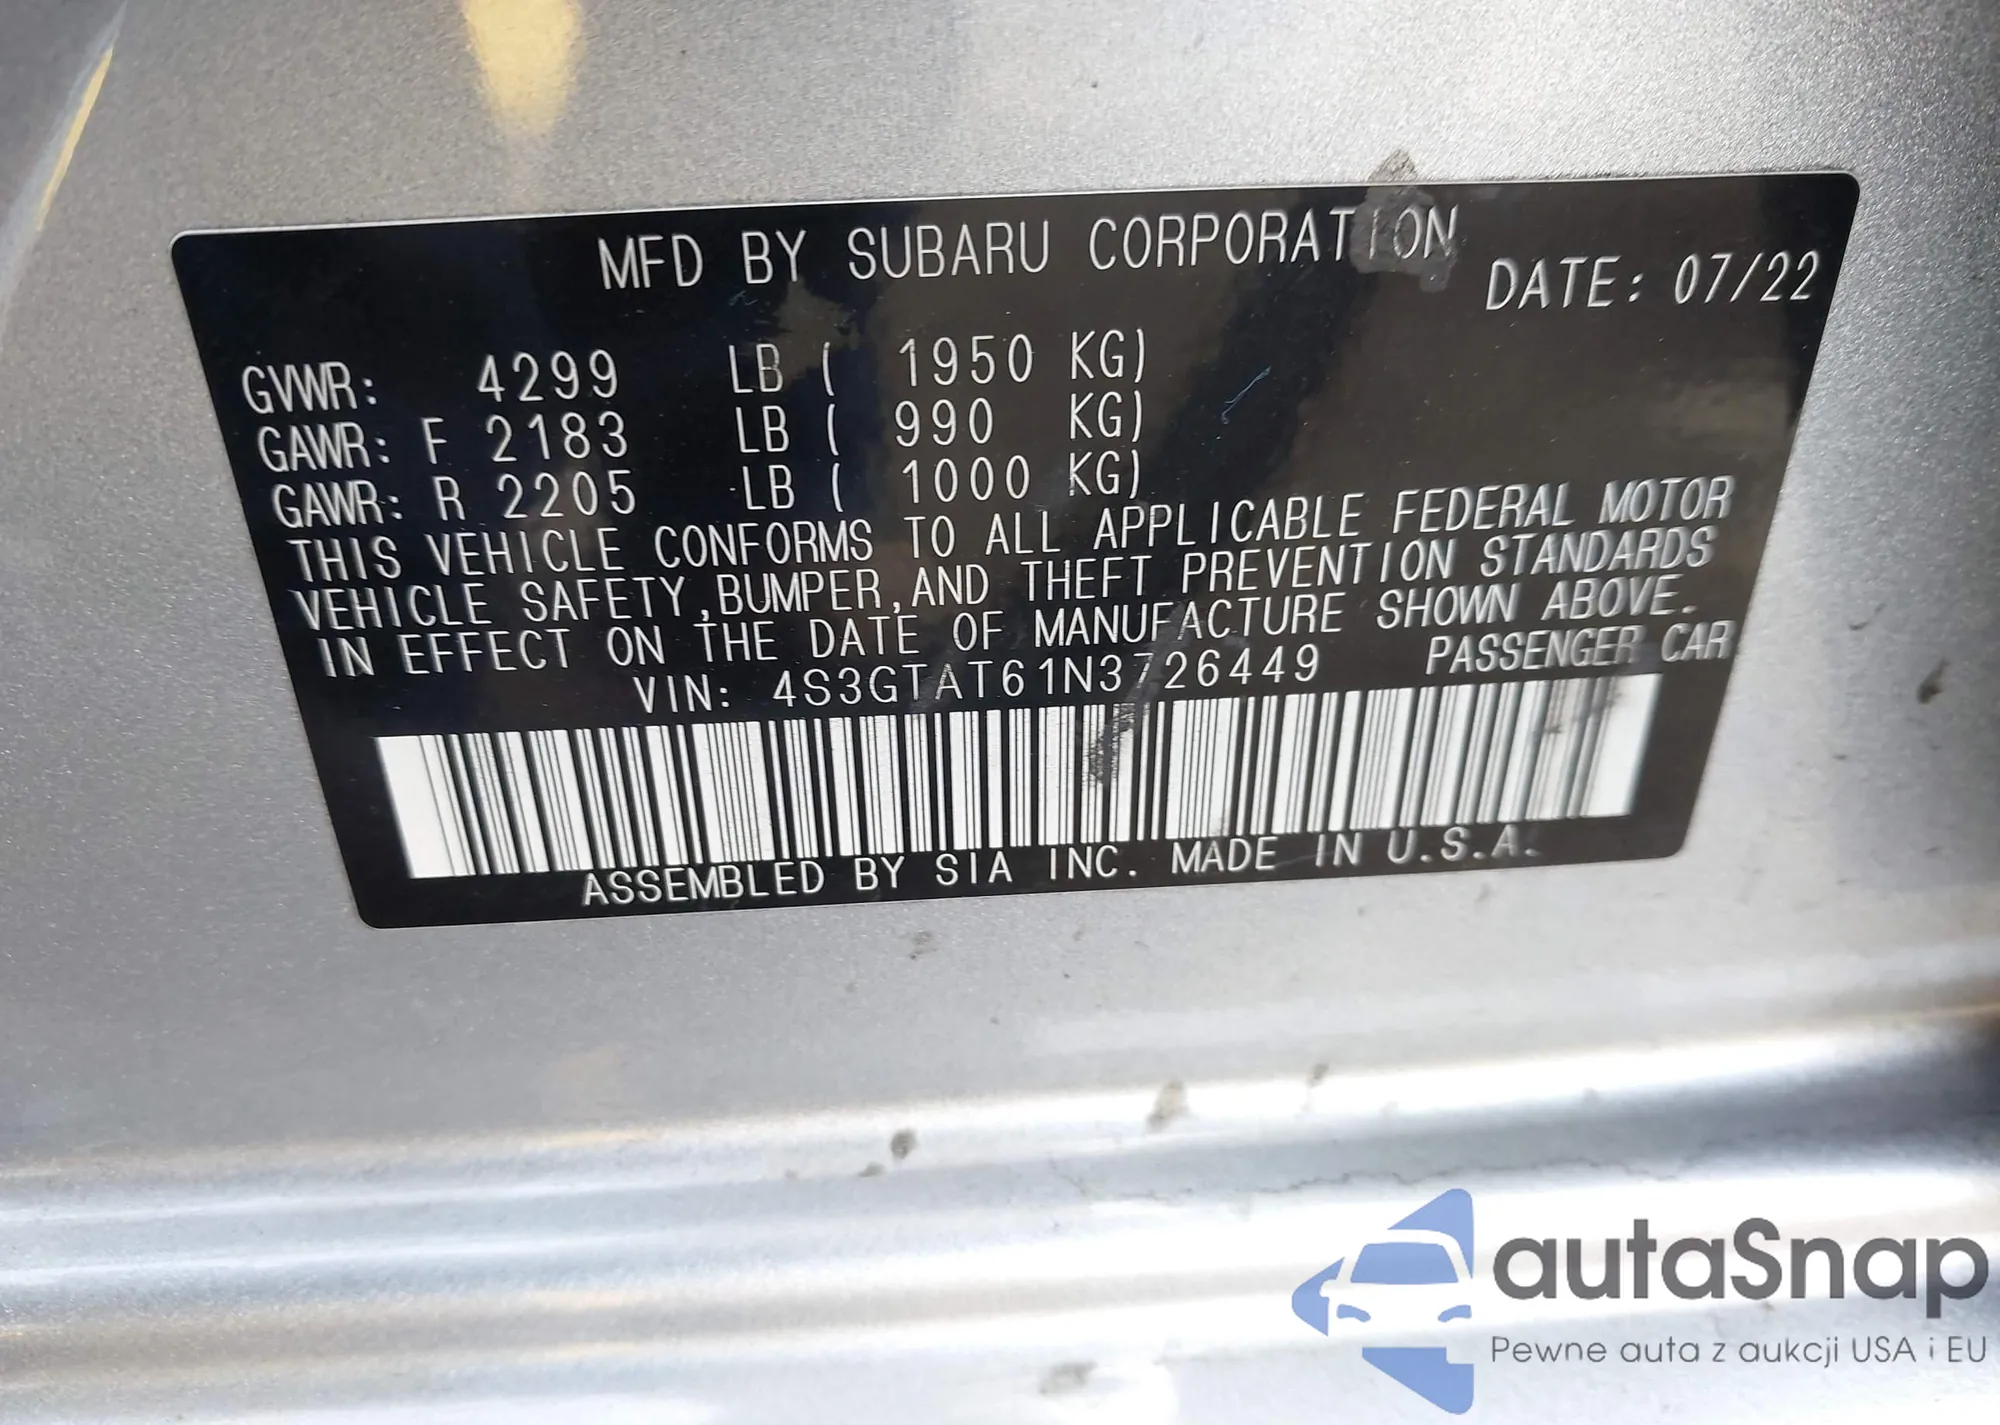 MFD BY SUBARU CORPORATION
DATE: 07/22
GVWR: 4299 LB ( 1950 KG)
GAWR: F 2183 LB ( 990 KG)
GAWR: R 2205 LB ( 1000 KG)
THIS VEHICLE CONFORMS TO ALL APPLICABLE FEDERAL MOTOR
VEHICLE SAFETY,BUMPER,AND THEFT PREVENTION STANDARDS
IN EFFECT ON THE DATE OF MANUFACTURE SHOWN ABOVE.
VIN: 4S3GTAT61N3726449 PASSENGER CAR
ASSEMBLED BY SIA INC. MADE IN U.S.A.
autaSnap
Pewne auta z aukcji USA i EU